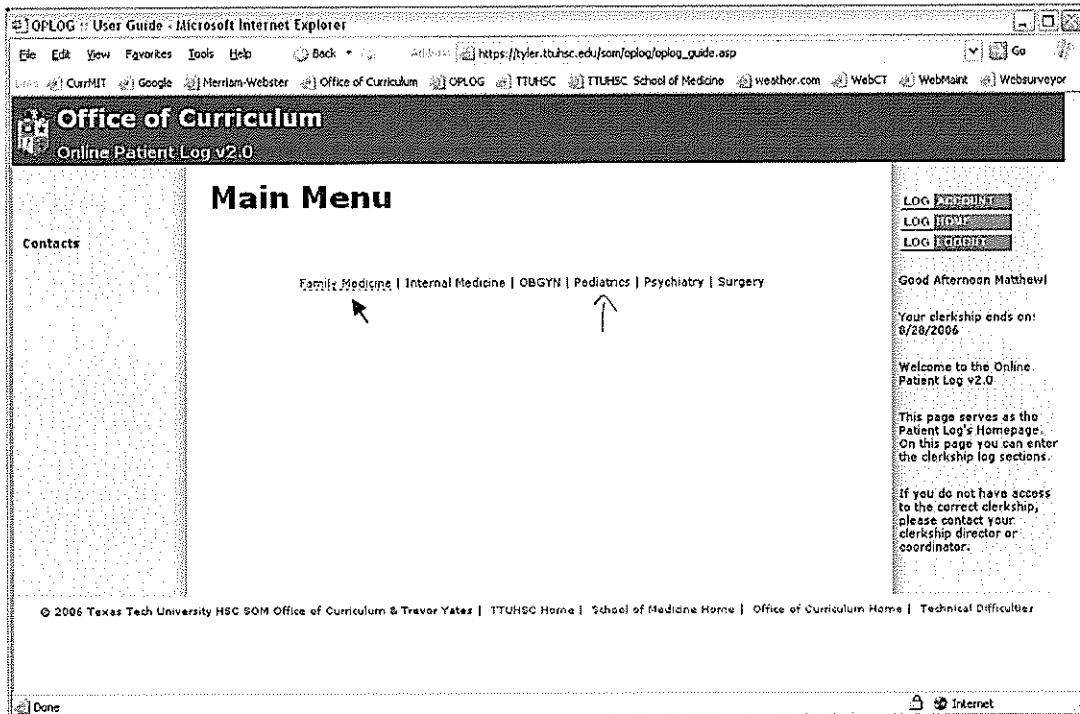 OPLOG :: User Guide - Microsoft Internet Explorer
File Edit View Favorites Tools Help Back Address https://tyler.ttuhsc.edu/som/oplog/oplog_guide.asp Go
Links CurrMIT Google Merriam-Webster Office of Curriculum OPLOG TTUHSC TTUHSC School of Medicine weather.com WebCT WebMaint Websurveyor
Office of Curriculum
Online Patient Log v2.0
Main Menu
Contacts
Family Medicine | Internal Medicine | OBGYN | Pediatrics | Psychiatry | Surgery
LOG ACCOUNT
LOG HOME
LOG LOGOUT
Good Afternoon Matthew!
Your clerkship ends on:
8/28/2006
Welcome to the Online
Patient Log v2.0
This page serves as the
Patient Log's Homepage.
On this page you can enter
the clerkship log sections.
If you do not have access
to the correct clerkship,
please contact your
clerkship director or
coordinator.
© 2006 Texas Tech University HSC SOM Office of Curriculum & Trevor Yates | TTUHSC Home | School of Medicine Home | Office of Curriculum Home | Technical Difficulties
Done Internet